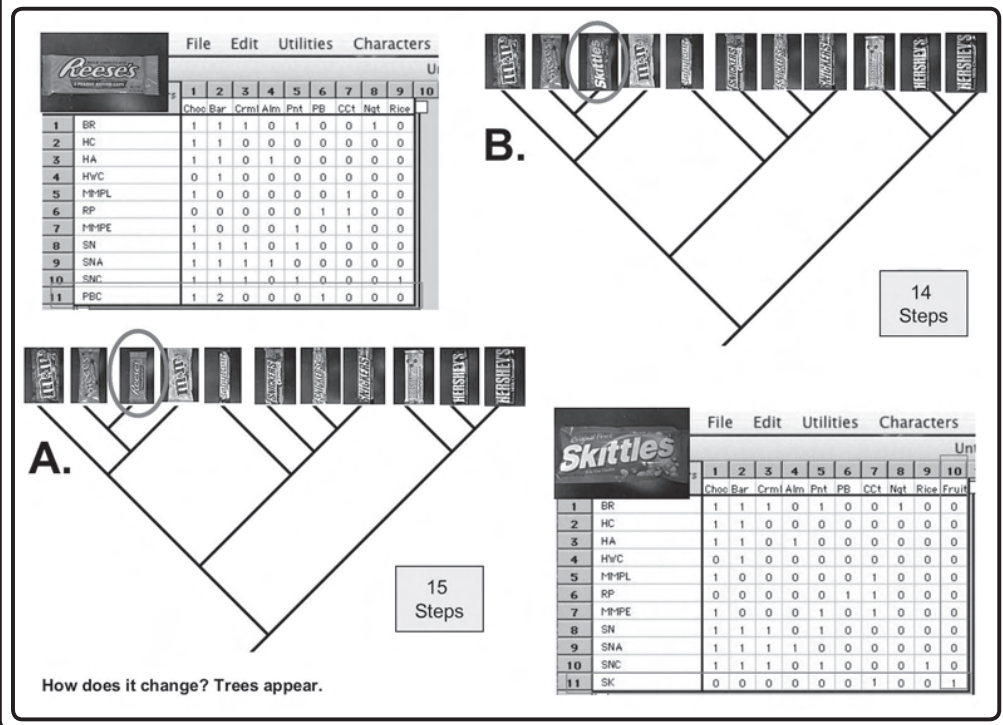 File Edit Utilities Characters
Reese's
1 2 3 4 5 6 7 8 9 10
Choc Bar Crml Alm Pnt PB CCt Ngt Rice
1 BR 1 1 1 0 1 0 0 1 0
2 HC 1 1 0 0 0 0 0 0 0
3 HA 1 1 0 1 0 0 0 0 0
4 HWC 0 1 0 0 0 0 0 0 0
5 MMPL 1 0 0 0 0 0 1 0 0
6 RP 0 0 0 0 0 1 1 0 0
7 MMPE 1 0 0 0 1 0 1 0 0
8 SN 1 1 1 0 1 0 0 0 0
9 SNA 1 1 1 1 0 0 0 0 0
10 SNC 1 1 1 0 1 0 0 0 1
11 PBC 1 2 0 0 0 1 0 0 0
m&m's Skittles m&m's SNICKERS SNICKERS HERSHEY'S HERSHEY'S
B.
14
Steps
m&m's Reese's m&m's SNICKERS SNICKERS HERSHEY'S HERSHEY'S
A.
15
Steps
How does it change? Trees appear.
File Edit Utilities Characters
Original Fruit
Skittles
1 2 3 4 5 6 7 8 9 10
Choc Bar Crml Alm Pnt PB CCt Ngt Rice Fruit
1 BR 1 1 1 0 1 0 0 1 0 0
2 HC 1 1 0 0 0 0 0 0 0 0
3 HA 1 1 0 1 0 0 0 0 0 0
4 HWC 0 1 0 0 0 0 0 0 0 0
5 MMPL 1 0 0 0 0 0 1 0 0 0
6 RP 0 0 0 0 0 1 1 0 0 0
7 MMPE 1 0 0 0 1 0 1 0 0 0
8 SN 1 1 1 0 1 0 0 0 0 0
9 SNA 1 1 1 1 0 0 0 0 0 0
10 SNC 1 1 1 0 1 0 0 0 1 0
11 SK 0 0 0 0 0 0 1 0 0 1